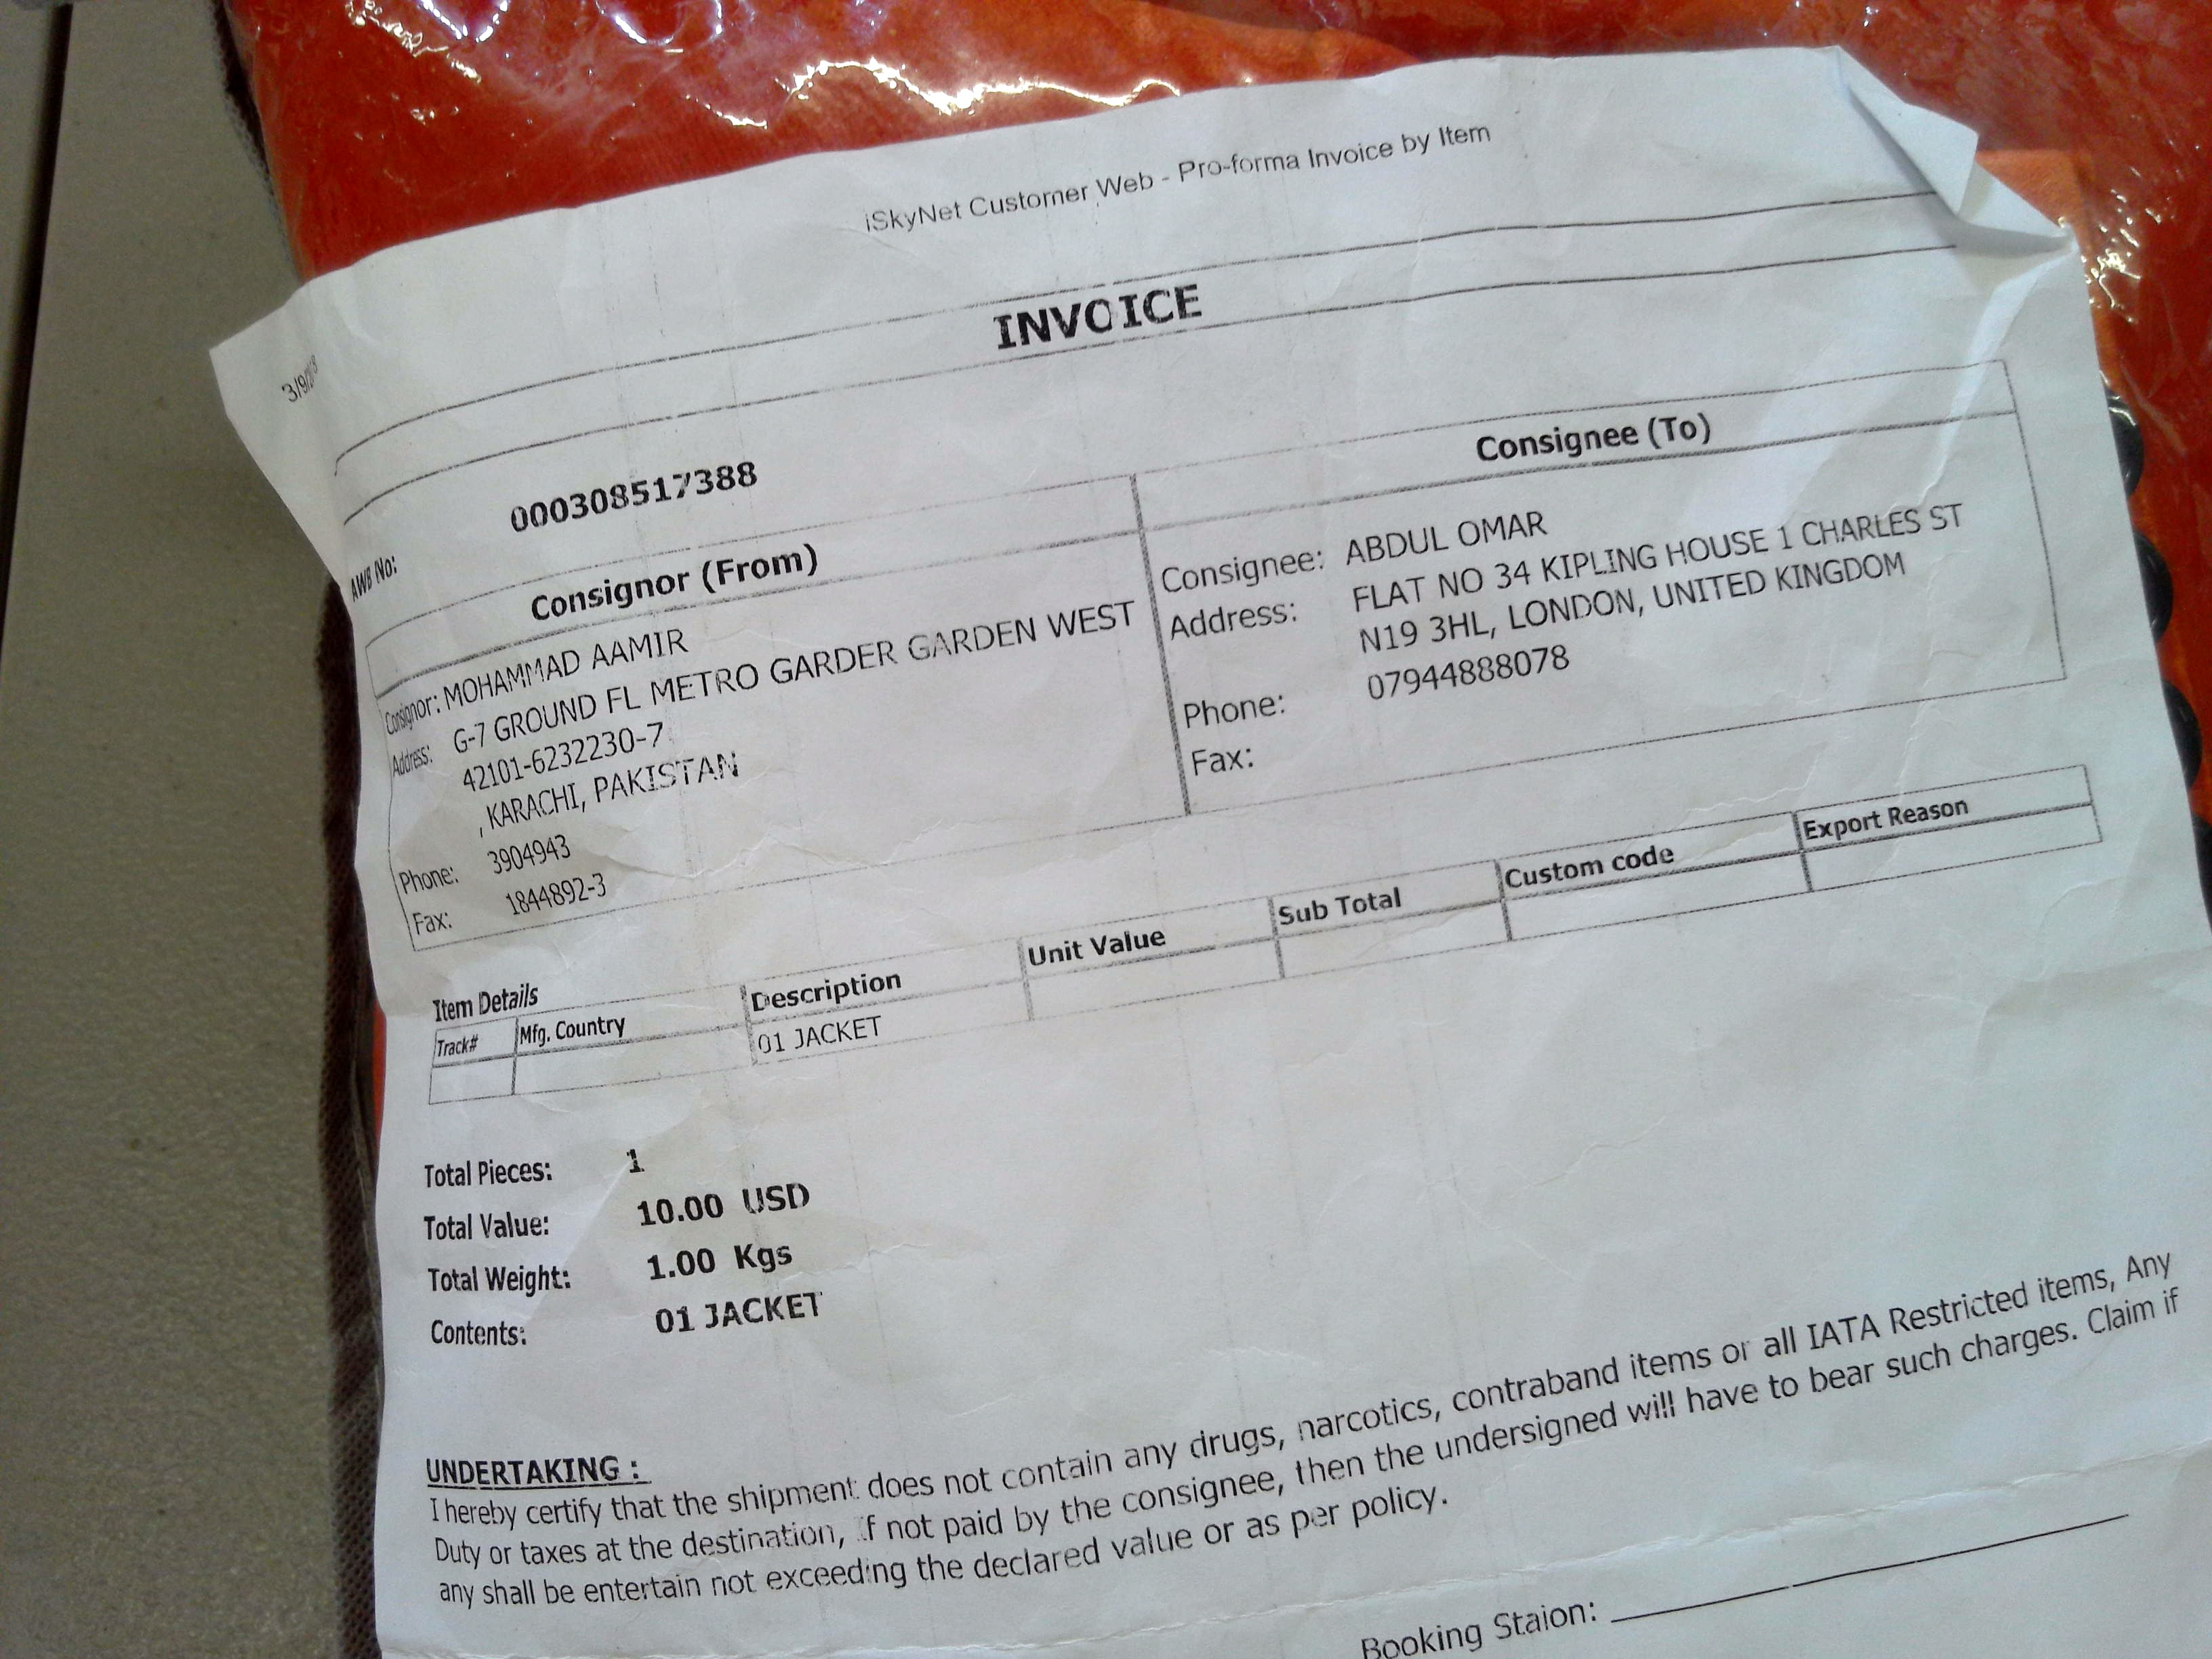 iSkyNet Customer Web - Pro-forma Invoice by Item
INVOICE
AWB No: 000308517388
Consignor (From)
Consignor: MOHAMMAD AAMIR
Address: G-7 GROUND FL METRO GARDER GARDEN WEST
42101-6232230-7
, KARACHI, PAKISTAN
Phone: 3904943
Fax: 1844892-3
Consignee (To)
Consignee: ABDUL OMAR
Address: FLAT NO 34 KIPLING HOUSE 1 CHARLES ST
N19 3HL, LONDON, UNITED KINGDOM
Phone: 07944888078
Fax:
Item Details
Track# Mfg. Country Description Unit Value Sub Total Custom code Export Reason
01 JACKET
Total Pieces: 1
Total Value: 10.00 USD
Total Weight: 1.00 Kgs
Contents: 01 JACKET
UNDERTAKING :
I hereby certify that the shipment does not contain any drugs, narcotics, contraband items or all IATA Restricted items, Any
Duty or taxes at the destination, if not paid by the consignee, then the undersigned will have to bear such charges. Claim if
any shall be entertain not exceeding the declared value or as per policy.
Booking Staion: